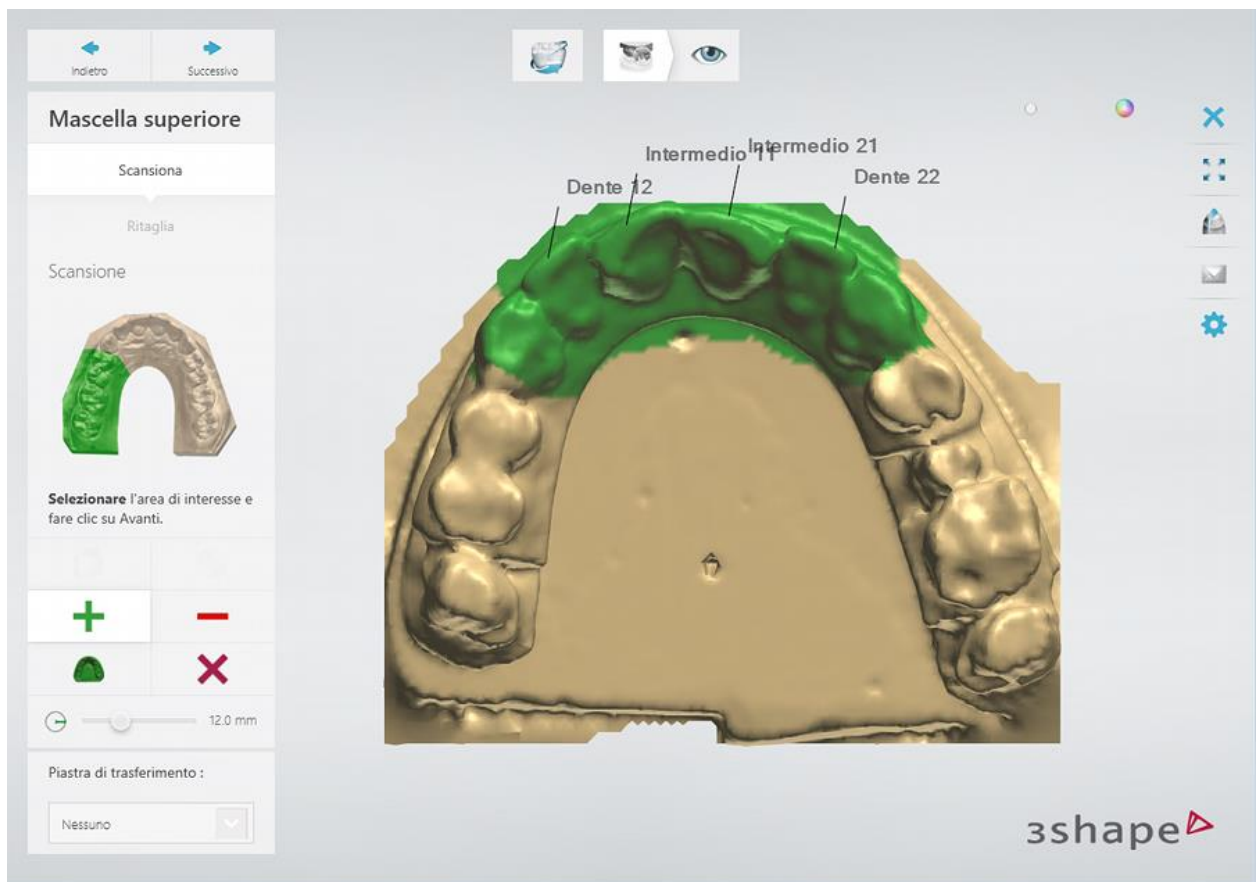 Indietro
Successivo
Mascella superiore
Scansiona
Ritaglia
Scansione
Selezionare l'area di interesse e
fare clic su Avanti.
12.0 mm
Piastra di trasferimento :
Nessuno
Intermedio 11
Intermedio 21
Dente 12
Dente 22
3shape